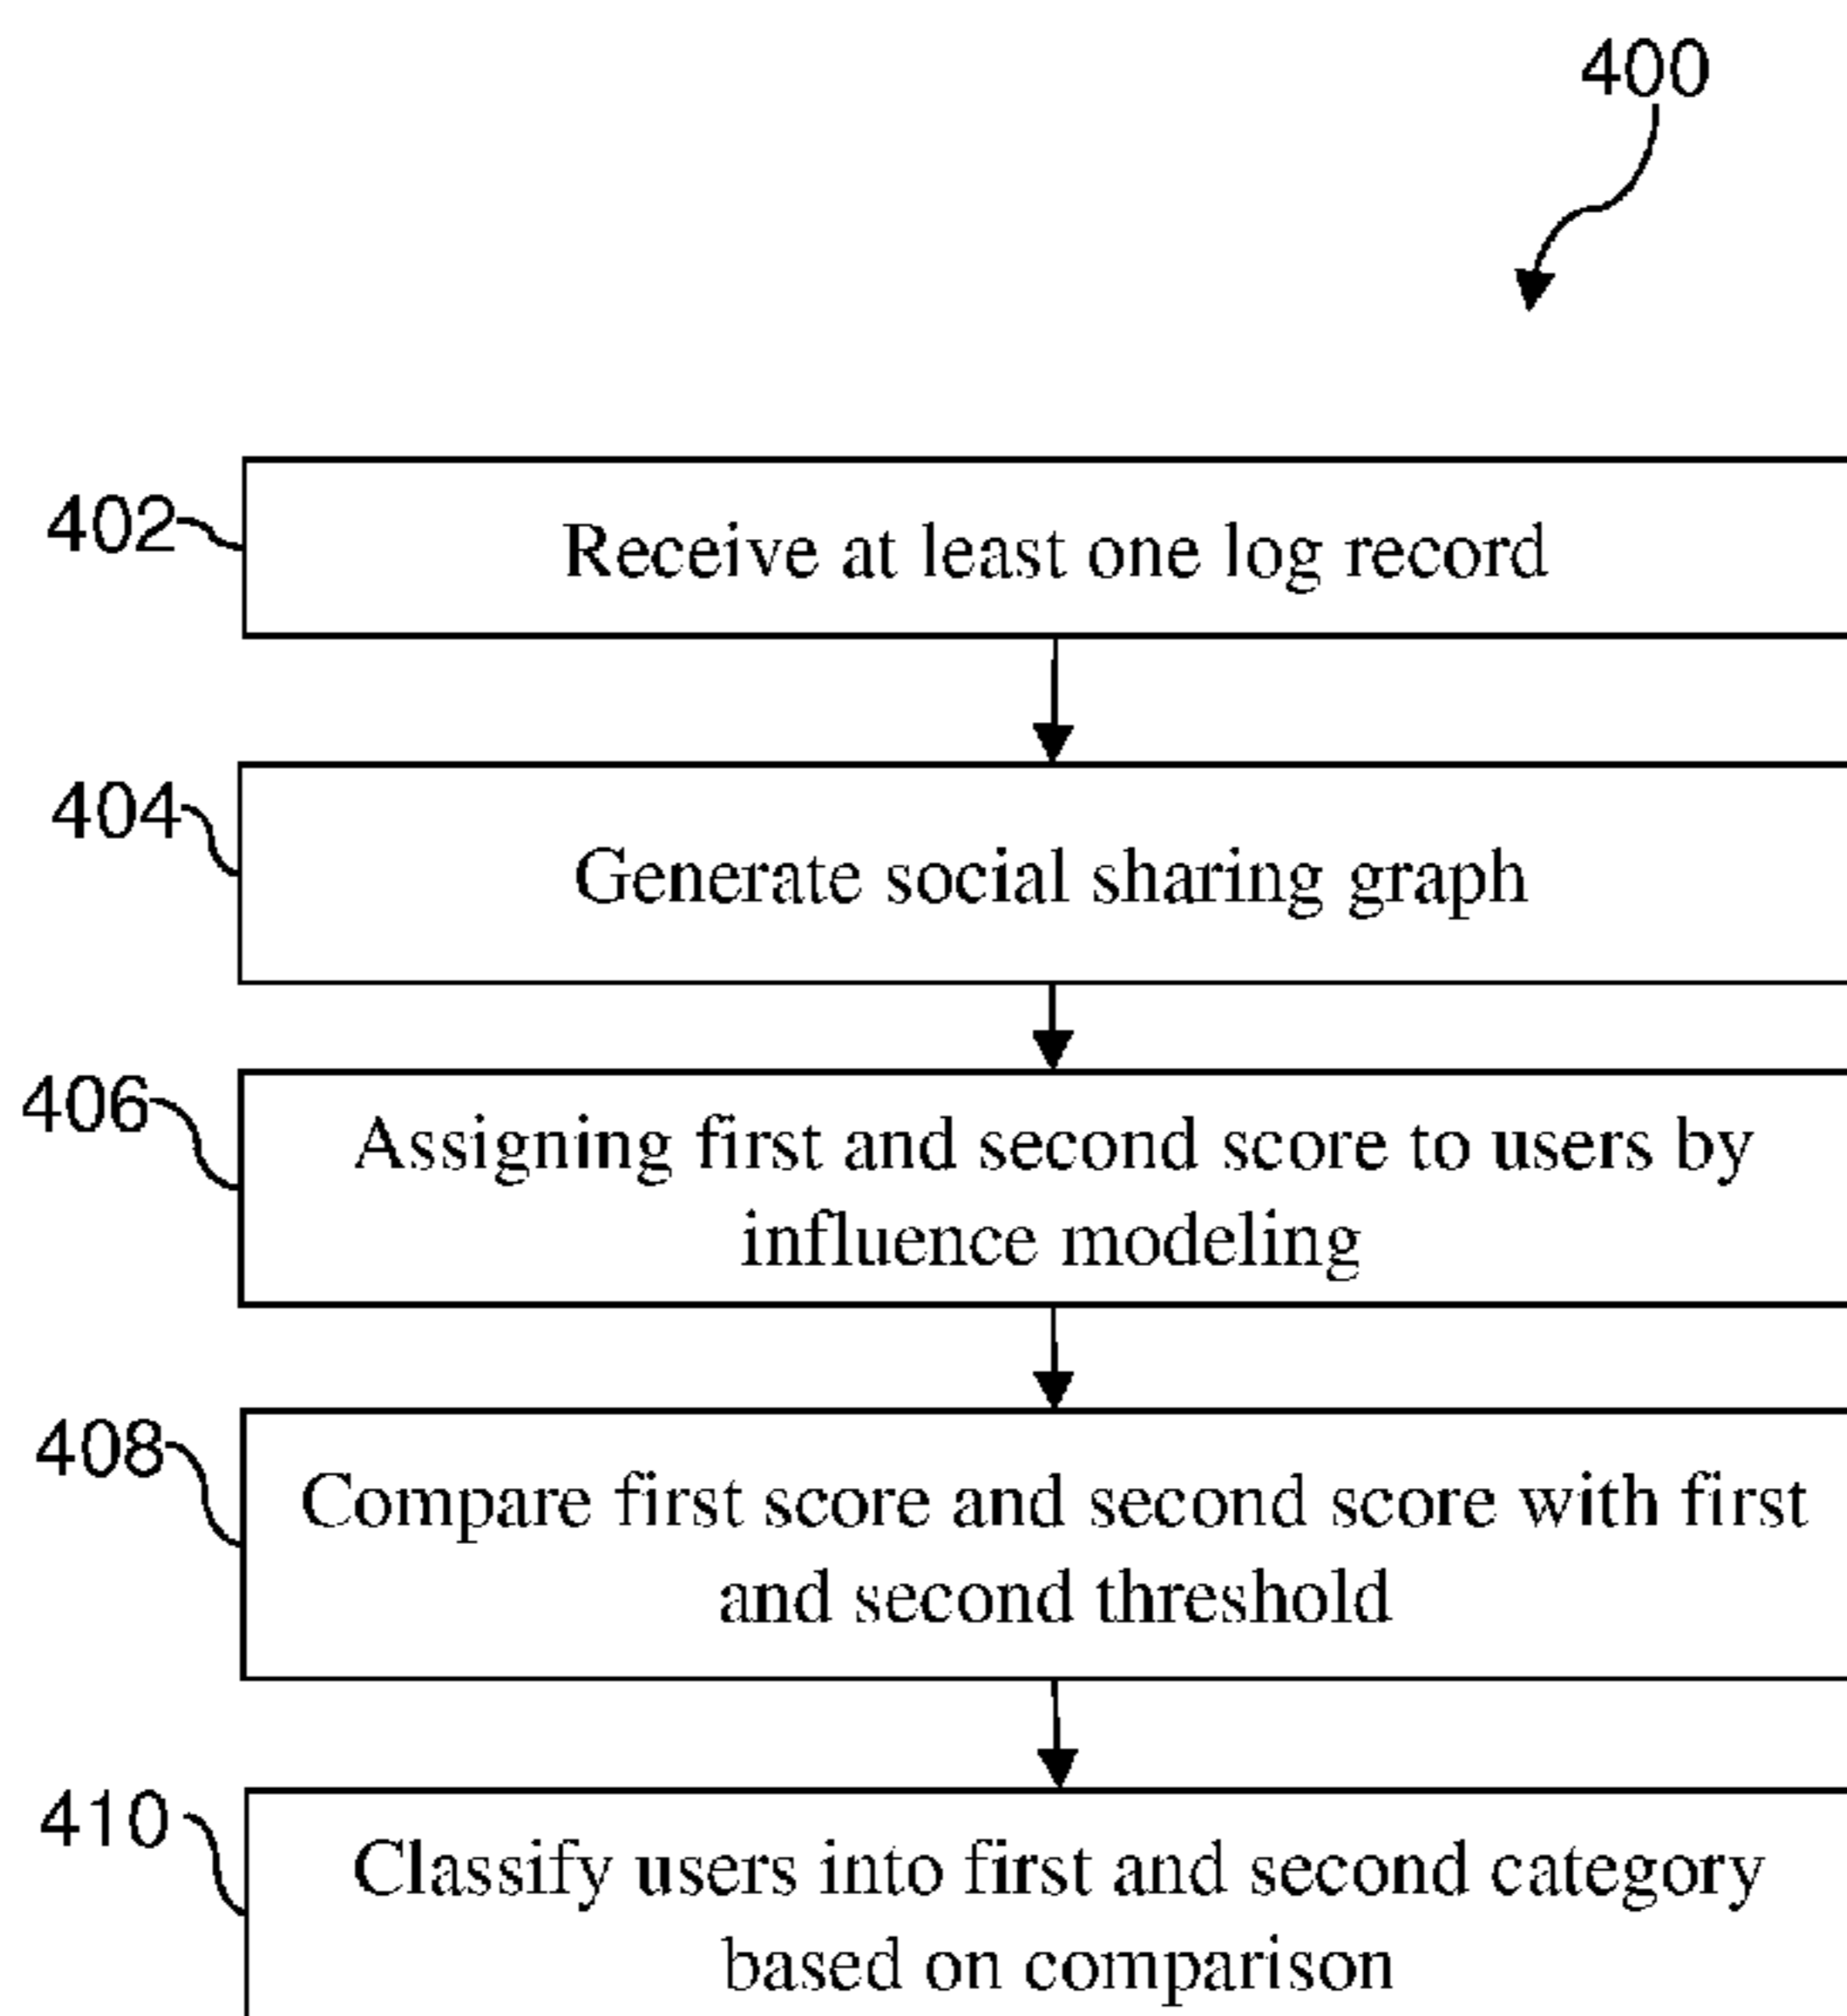 400
402
Receive at least one log record
404
Generate social sharing graph
406
Assigning first and second score to users by
influence modeling
408
Compare first score and second score with first
and second threshold
410
Classify users into first and second category
based on comparison